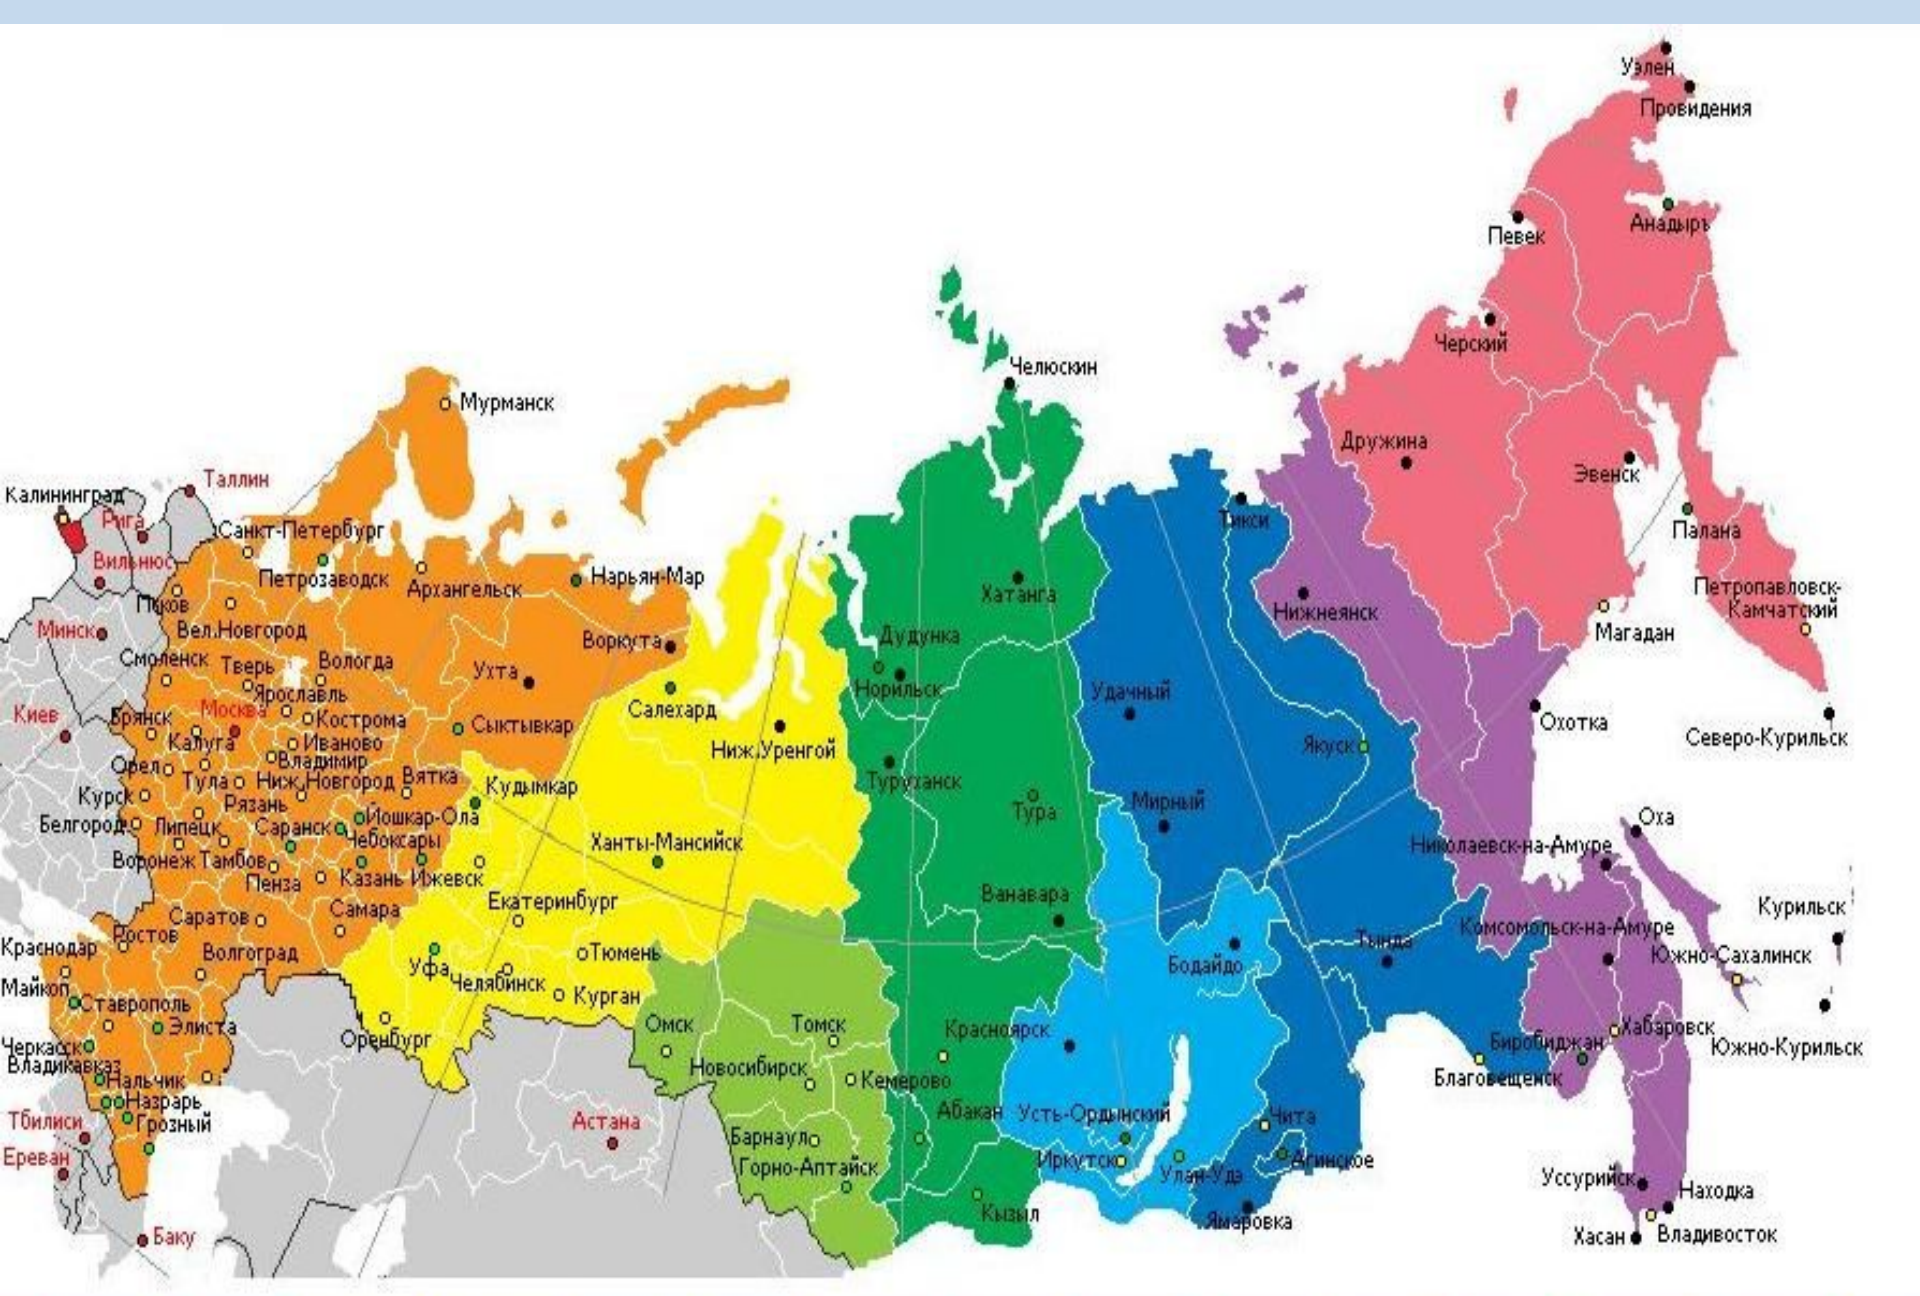 Уэлен
Провидения
Анадырь
Певек
Черский
Челюскин
Мурманск
Дружина
Эвенск
Таллин
Калининград
Рига
Санкт-Петербург
Тикси
Палана
Вильнюс
Петрозаводск
Архангельск
Нарьян-Мар
Хатанга
Нижнеянск
Петропавловск-
Камчатский
Псков
Минск
Вел.Новгород
Воркута
Дудунка
Магадан
Смоленск
Тверь
Вологда
Ухта
Норильск
Удачный
Ярославль
Салехард
Киев
Брянск
Москва
Кострома
Сыктывкар
Охотка
Северо-Курильск
Калуга
Иваново
Ниж.Уренгой
Якуск
Владимир
Орел
Тула
Ниж.Новгород
Вятка
Кудымкар
Туруханск
Курск
Рязань
Тура
Мирный
Белгород
Липецк
Саранск
Йошкар-Ола
Чебоксары
Ханты-Мансийск
Николаевск-на-Амуре
Оха
Воронеж
Тамбов
Пенза
Казань
Ижевск
Екатеринбург
Ванавара
Курильск
Саратов
Самара
Ростов
Комсомольск-на-Амуре
Краснодар
Волгоград
Тюмень
Тында
Южно-Сахалинск
Уфа
Челябинск
Курган
Бодайдо
Майкоп
Ставрополь
Элиста
Оренбург
Омск
Томск
Красноярск
Хабаровск
Биробиджан
Южно-Курильск
Черкасск
Владикавказ
Нальчик
Новосибирск
Кемерово
Благовещенск
Назрарь
Грозный
Тбилиси
Астана
Абакан
Усть-Ордынский
Чита
Барнаул
Ереван
Горно-Аптайск
Иркутск
Улан-Удэ
Агинское
Уссурийск
Находка
Кызыл
Ямаровка
Баку
Хасан
Владивосток